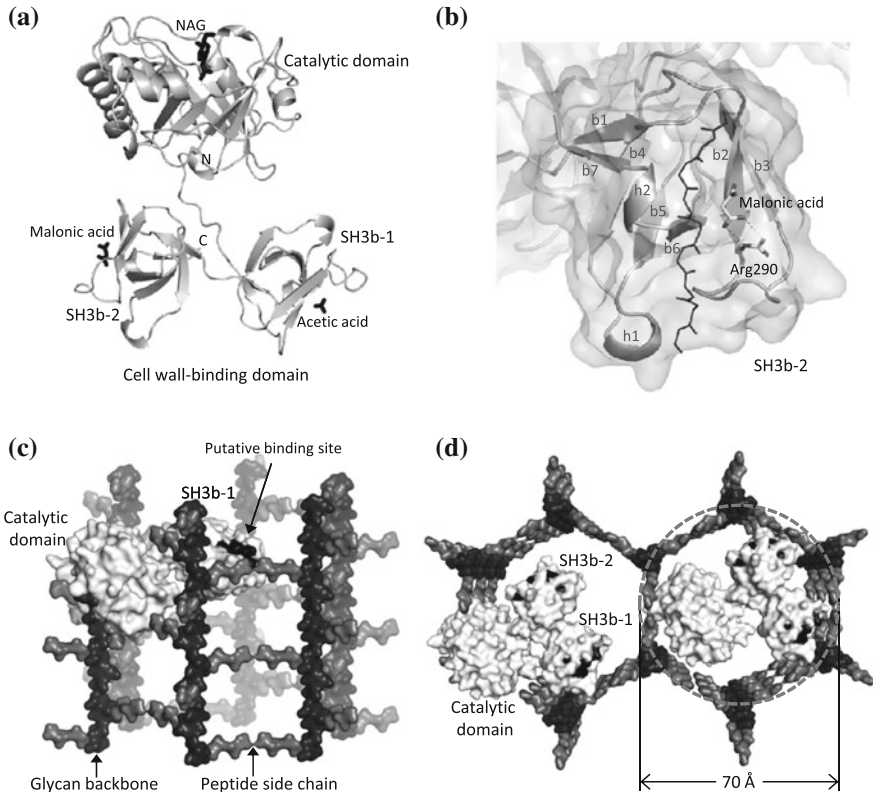 (a)
NAG
Catalytic domain
N
Malonic acid
C
SH3b-1
SH3b-2
Acetic acid
Cell wall-binding domain
(b)
b1
b4
b2
b3
b7
h2
Malonic acid
b5
b6
Arg290
h1
SH3b-2
(c)
Putative binding site
SH3b-1
Catalytic
domain
Glycan backbone
Peptide side chain
(d)
SH3b-2
SH3b-1
Catalytic
domain
70 Å